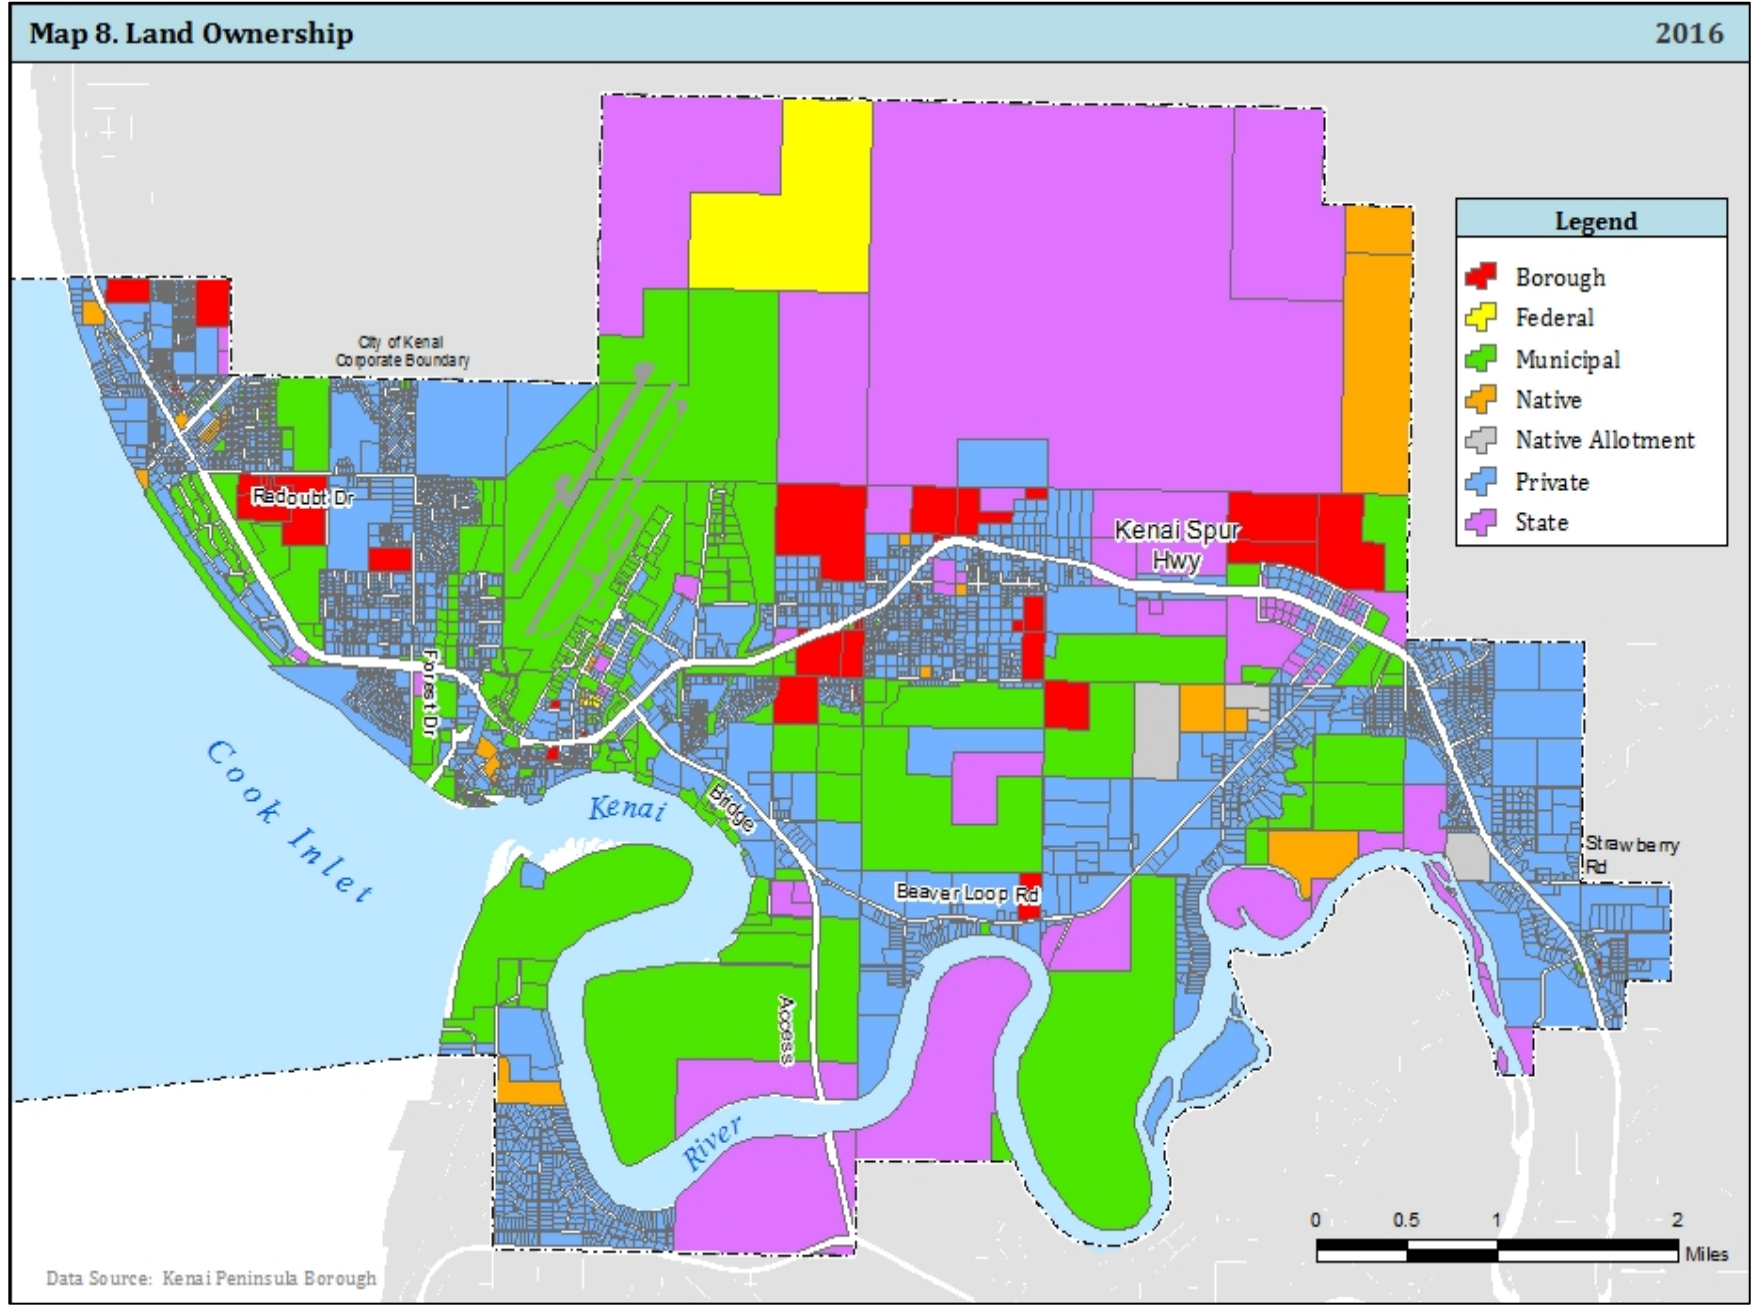 Map 8. Land Ownership
2016
Legend
Borough
Federal
Municipal
Native
Native Allotment
Private
State
City of Kenai
Corporate Boundary
Redoubt Dr
Kenai Spur
Hwy
Forest Dr
Cook Inlet
Kenai
Bridge
Strawberry
Rd
Beaver Loop Rd
Access
River
0 0.5 1 2
Miles
Data Source: Kenai Peninsula Borough